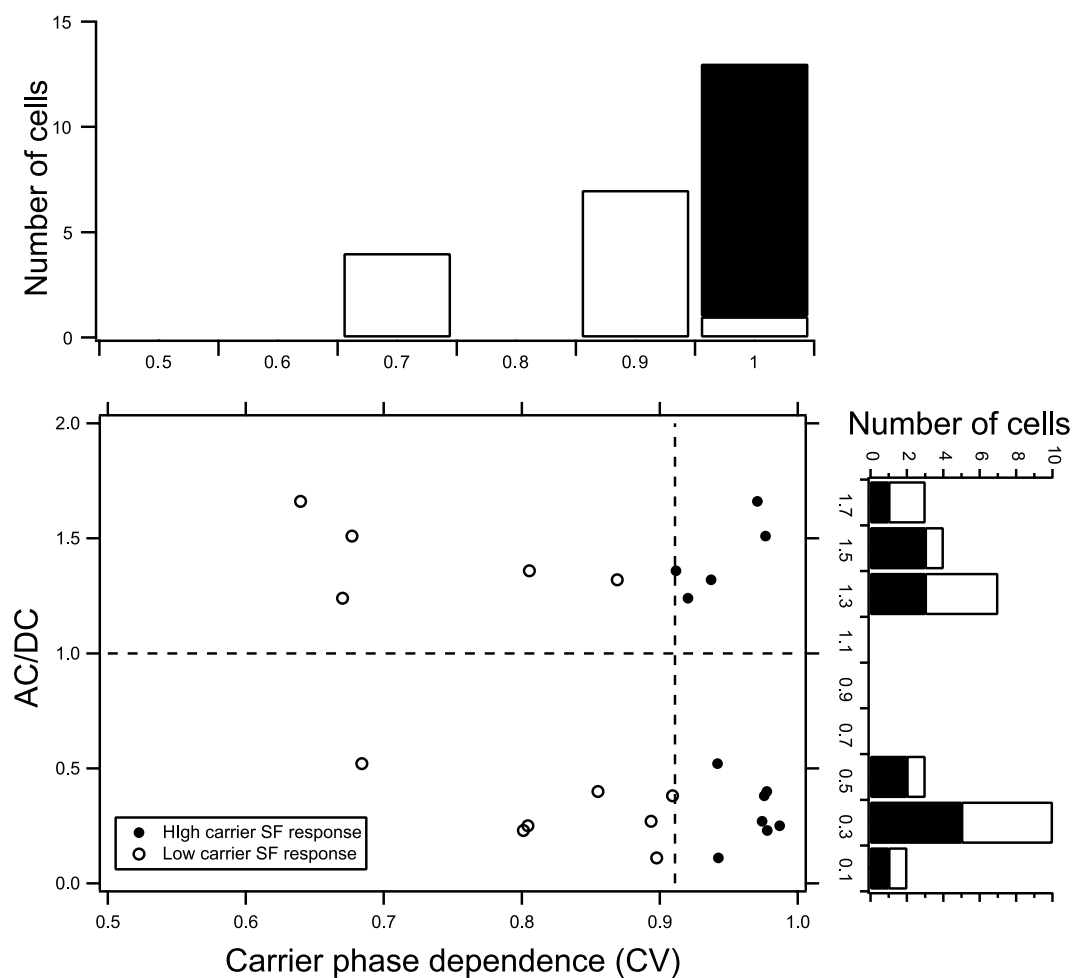 Number of cells
15
10
5
0
0.5 0.6 0.7 0.8 0.9 1
AC/DC
2.0
1.5
1.0
0.5
0.0
HIgh carrier SF response
Low carrier SF response
0.5 0.6 0.7 0.8 0.9 1.0
Carrier phase dependence (CV)
Number of cells
0 2 4 6 8 10
1.7
1.5
1.3
1.1
0.9
0.7
0.5
0.3
0.1